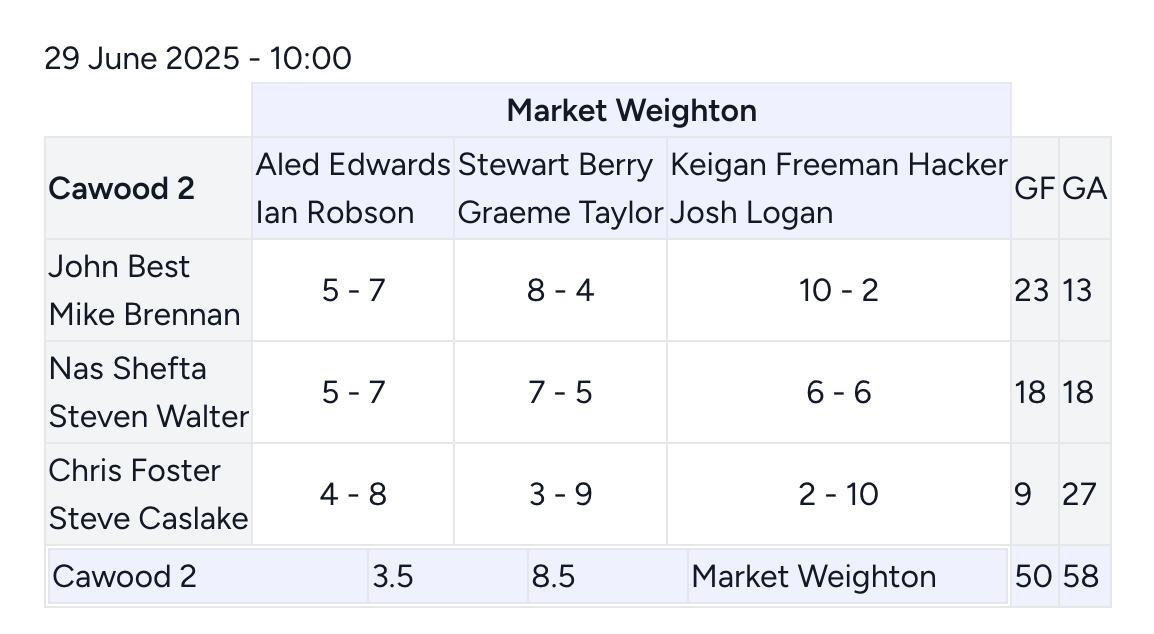 29 June 2025 - 10:00
Market Weighton
Cawood 2
Aled Edwards
Ian Robson
Stewart Berry
Graeme Taylor
Keigan Freeman Hacker
Josh Logan
GF GA
John Best
Mike Brennan
5 - 7 8 - 4 10 - 2 23 13
Nas Shefta
Steven Walter
5 - 7 7 - 5 6 - 6 18 18
Chris Foster
Steve Caslake
4 - 8 3 - 9 2 - 10 9 27
Cawood 2 3.5 8.5 Market Weighton 50 58